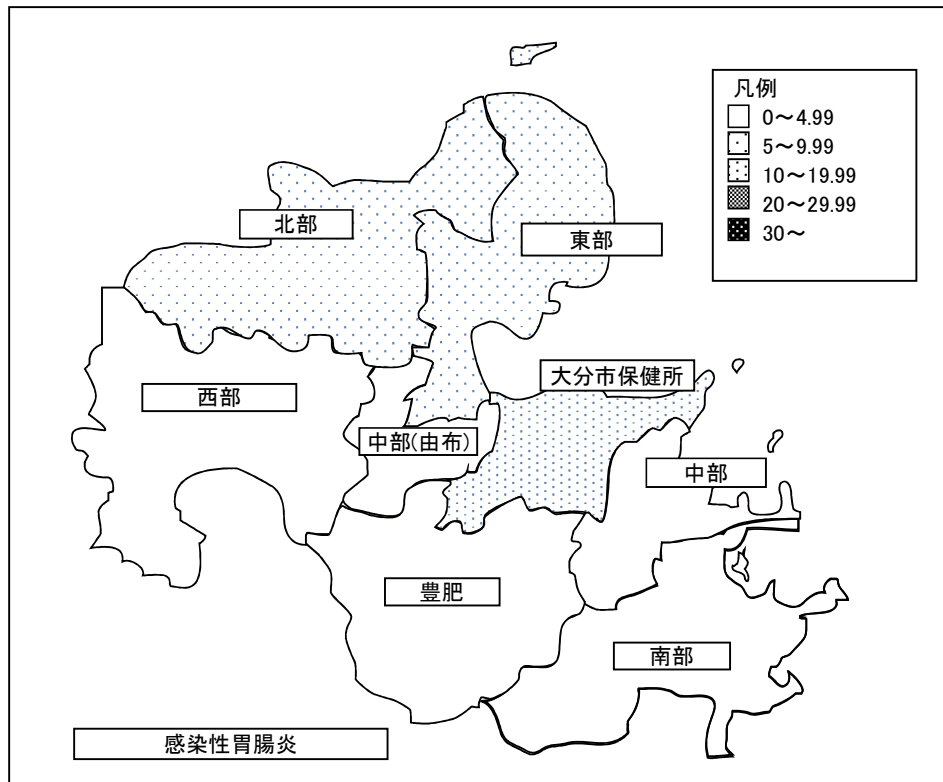 凡例
0～4.99
5～9.99
10～19.99
20～29.99
30～
北部
東部
大分市保健所
西部
中部(由布)
中部
豊肥
南部
感染性胃腸炎